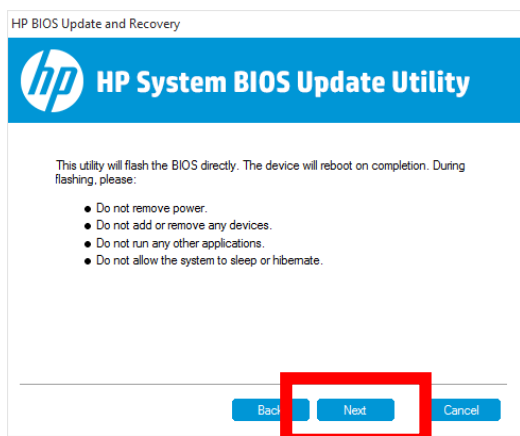 HP BIOS Update and Recovery
hp HP System BIOS Update Utility
This utility will flash the BIOS directly. The device will reboot on completion. During
flashing, please:
● Do not remove power.
● Do not add or remove any devices.
● Do not run any other applications.
● Do not allow the system to sleep or hibernate.
Back Next Cancel